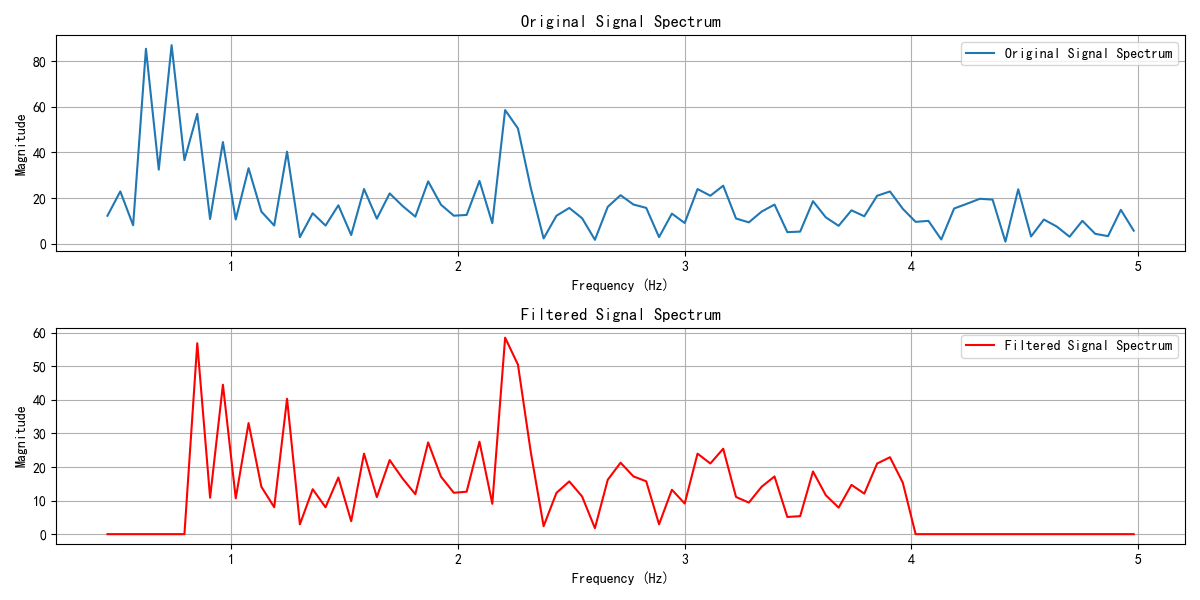 Original Signal Spectrum
Original Signal Spectrum
80
60
40
20
0
Magnitude
1 2 3 4 5
Frequency (Hz)
Filtered Signal Spectrum
Filtered Signal Spectrum
60
50
40
30
20
10
0
Magnitude
1 2 3 4 5
Frequency (Hz)